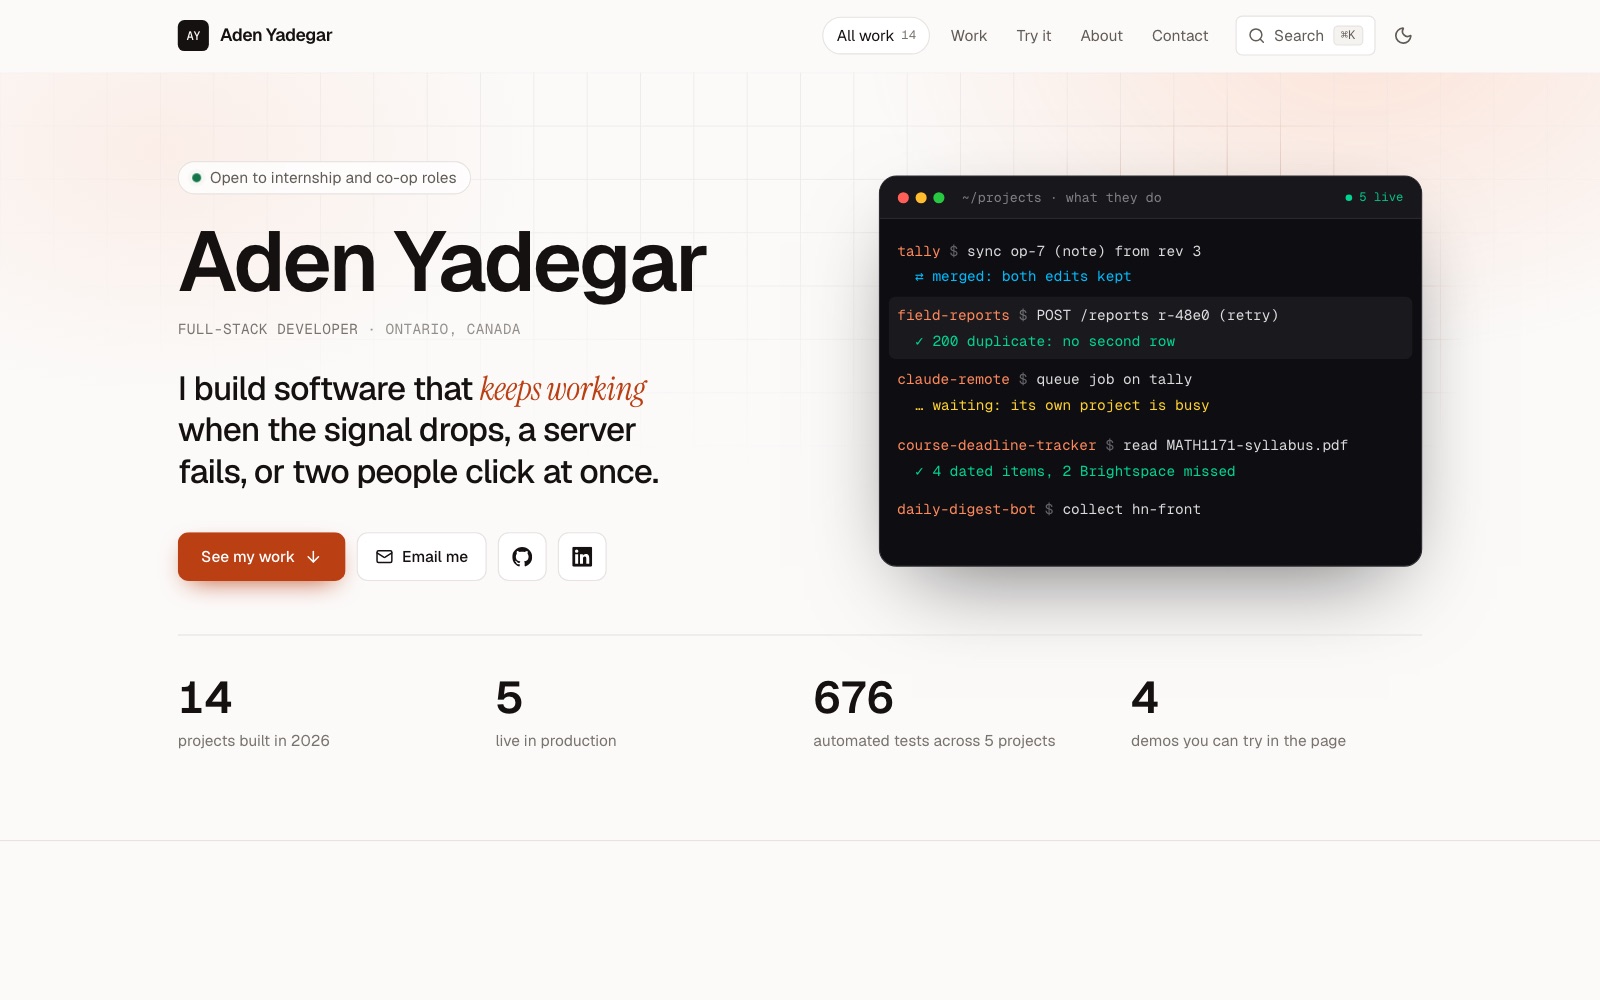 AY
Aden Yadegar
All work 14
Work
Try it
About
Contact
Search ⌘K
Open to internship and co-op roles
Aden Yadegar
FULL-STACK DEVELOPER · ONTARIO, CANADA
I build software that keeps working
when the signal drops, a server
fails, or two people click at once.
See my work ↓
Email me
~/projects · what they do
5 live
tally $ sync op-7 (note) from rev 3
⇄ merged: both edits kept
field-reports $ POST /reports r-48e0 (retry)
✓ 200 duplicate: no second row
claude-remote $ queue job on tally
… waiting: its own project is busy
course-deadline-tracker $ read MATH1171-syllabus.pdf
✓ 4 dated items, 2 Brightspace missed
daily-digest-bot $ collect hn-front
14
projects built in 2026
5
live in production
676
automated tests across 5 projects
4
demos you can try in the page